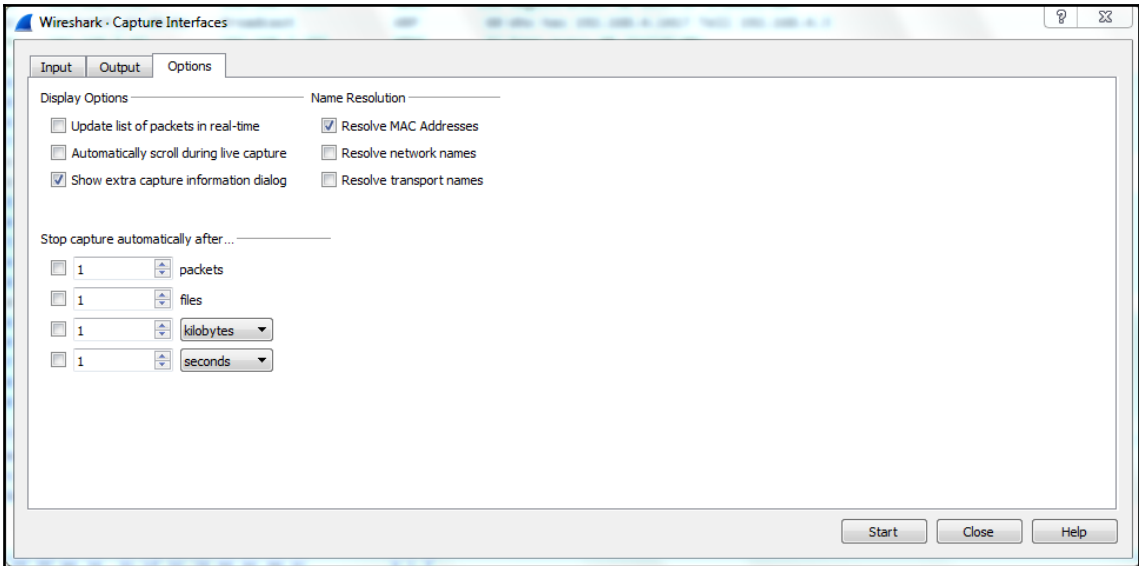 Wireshark · Capture Interfaces
Input Output Options
Display Options
Update list of packets in real-time
Automatically scroll during live capture
Show extra capture information dialog
Name Resolution
Resolve MAC Addresses
Resolve network names
Resolve transport names
Stop capture automatically after...
1 packets
1 files
1 kilobytes
1 seconds
Start Close Help